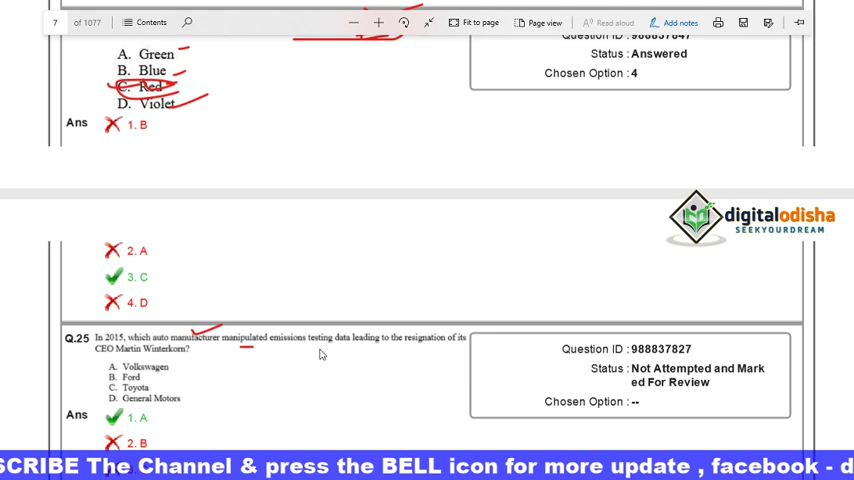 7 of 1077 Contents Fit to page Page view Read aloud Add notes
A. Green
B. Blue
C. Red
D. Violet
Ans 1. B
Question ID : 988837647
Status : Answered
Chosen Option : 4
digitalodisha
SEEKYOURDREAM
2. A
3. C
4. D
Q.25 In 2015, which auto manufacturer manipulated emissions testing data leading to the resignation of its
CEO Martin Winterkorn?
A. Volkswagen
B. Ford
C. Toyota
D. General Motors
Ans 1. A
2. B
Question ID : 988837827
Status : Not Attempted and Mark
ed For Review
Chosen Option : --
SCRIBE The Channel & press the BELL icon for more update , facebook - d